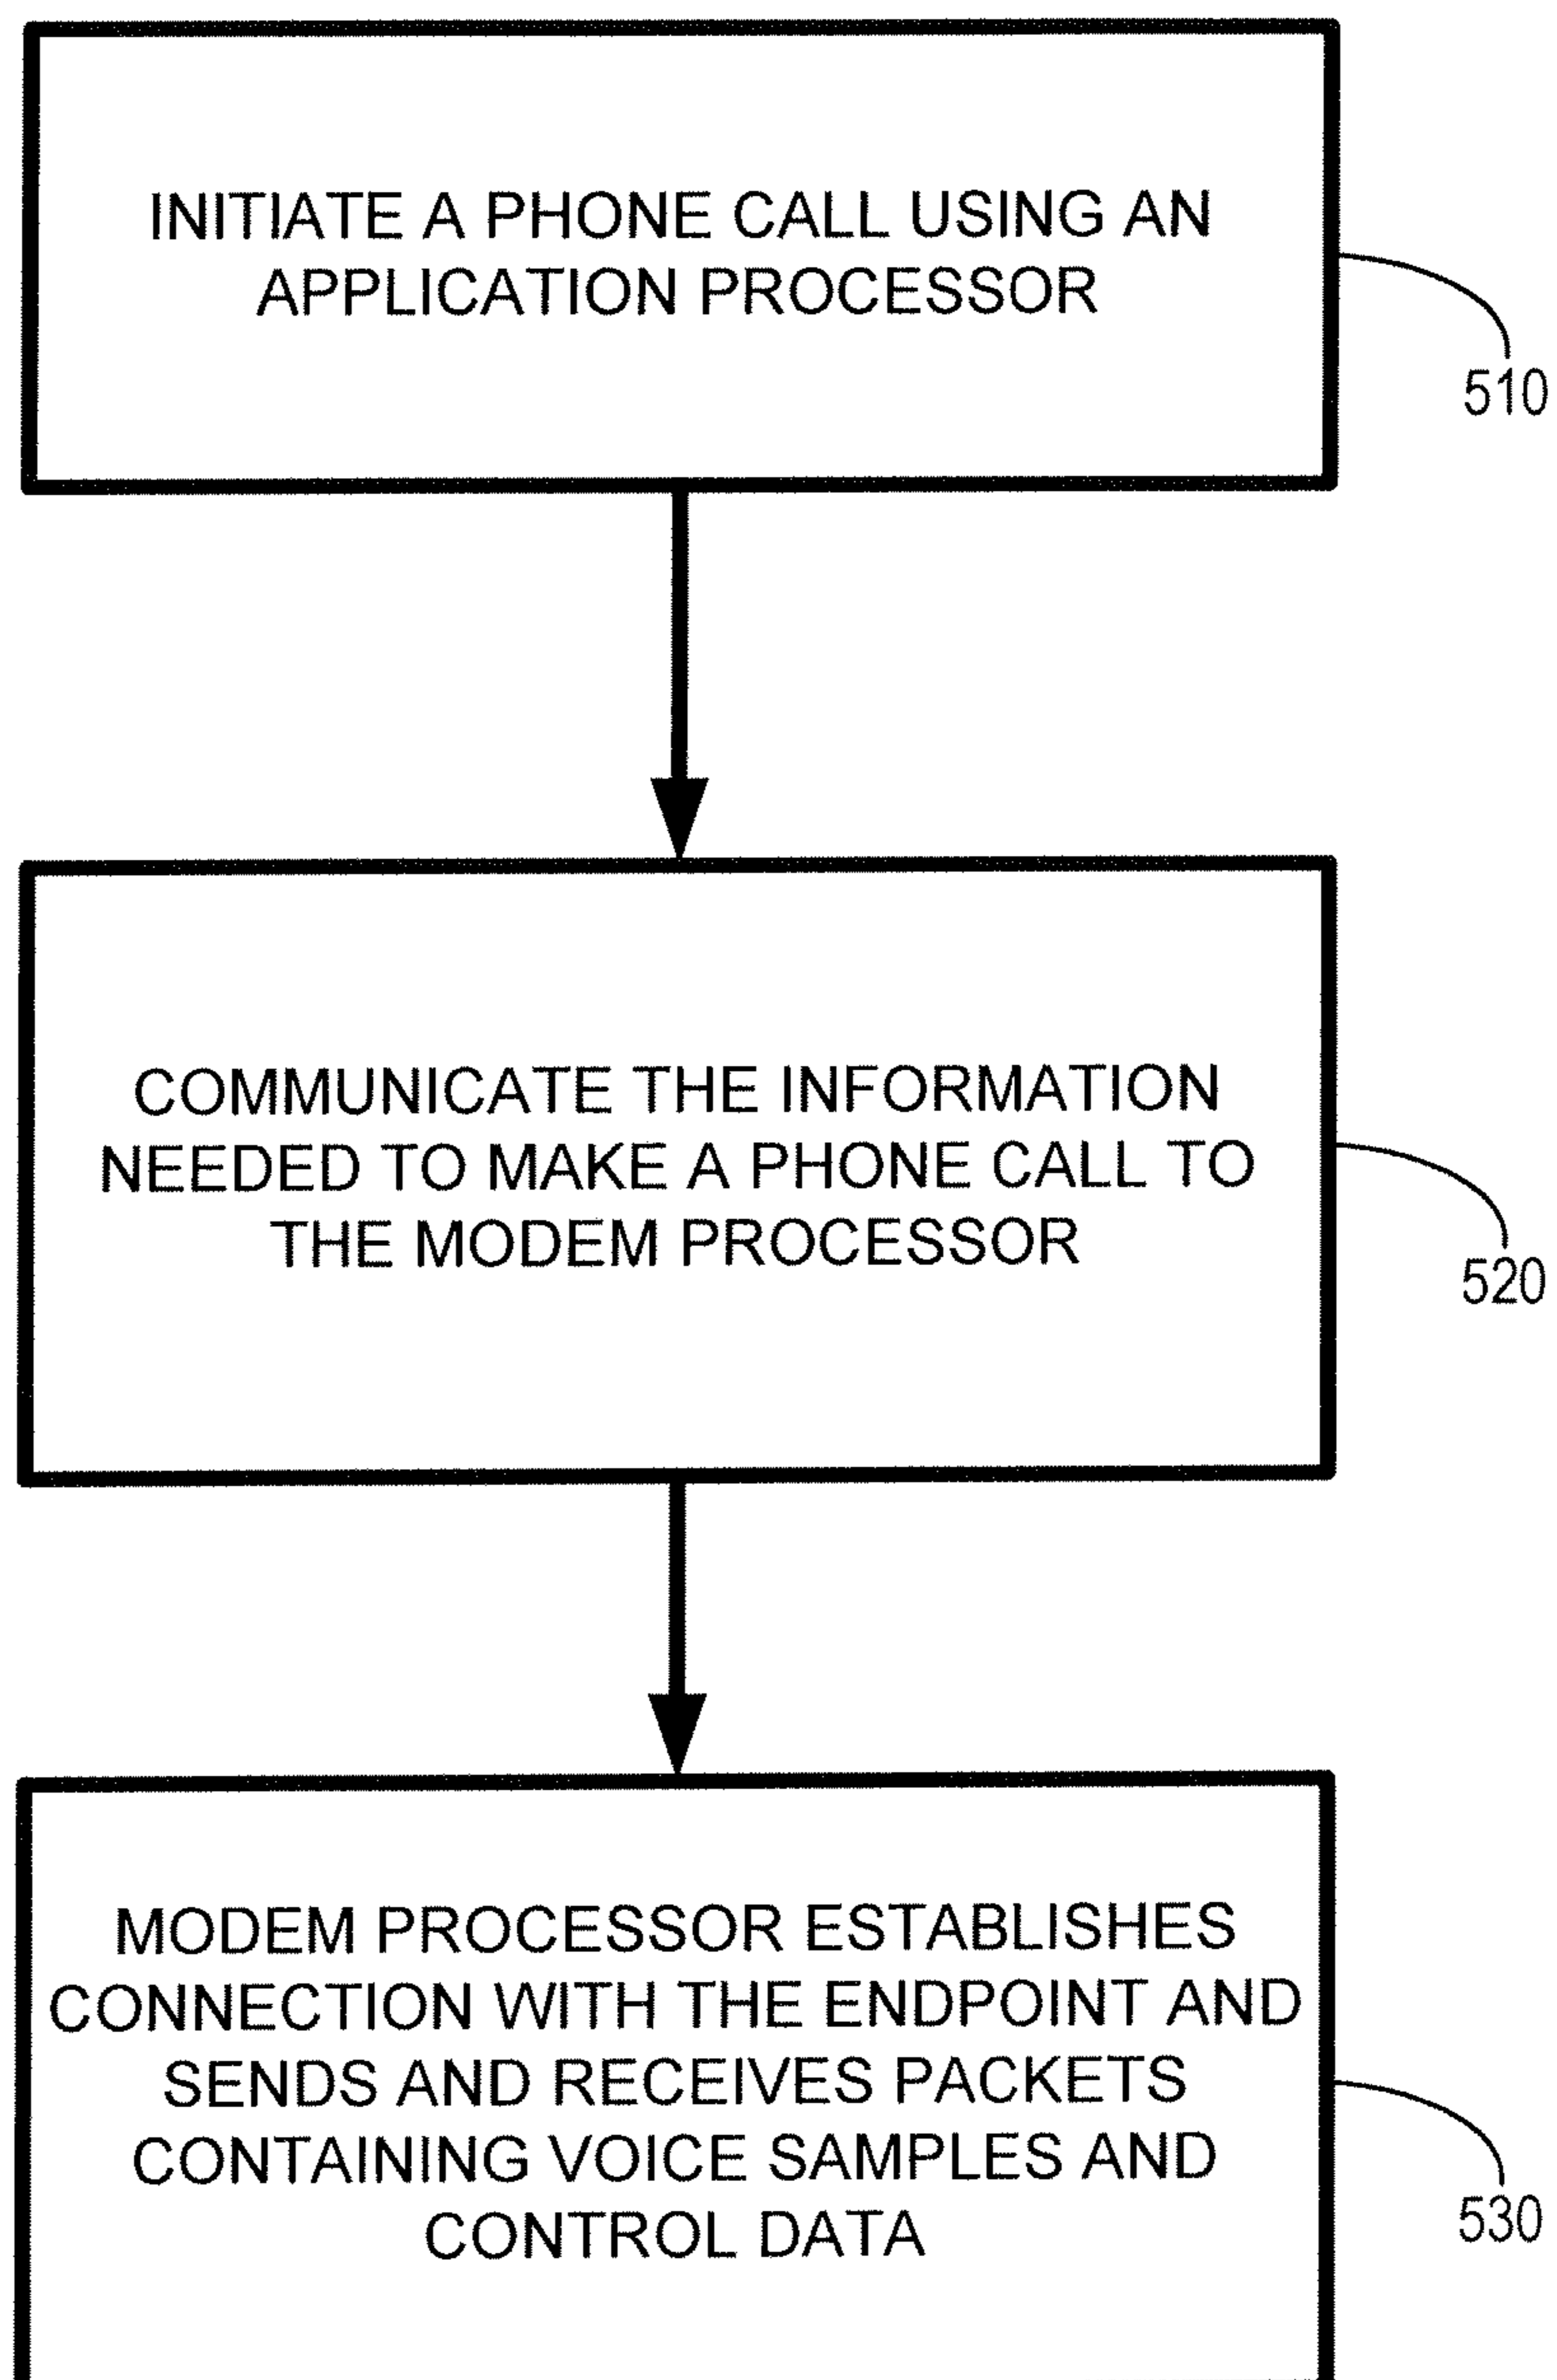 INITIATE A PHONE CALL USING AN
APPLICATION PROCESSOR
510
COMMUNICATE THE INFORMATION
NEEDED TO MAKE A PHONE CALL TO
THE MODEM PROCESSOR
520
MODEM PROCESSOR ESTABLISHES
CONNECTION WITH THE ENDPOINT AND
SENDS AND RECEIVES PACKETS
CONTAINING VOICE SAMPLES AND
CONTROL DATA
530